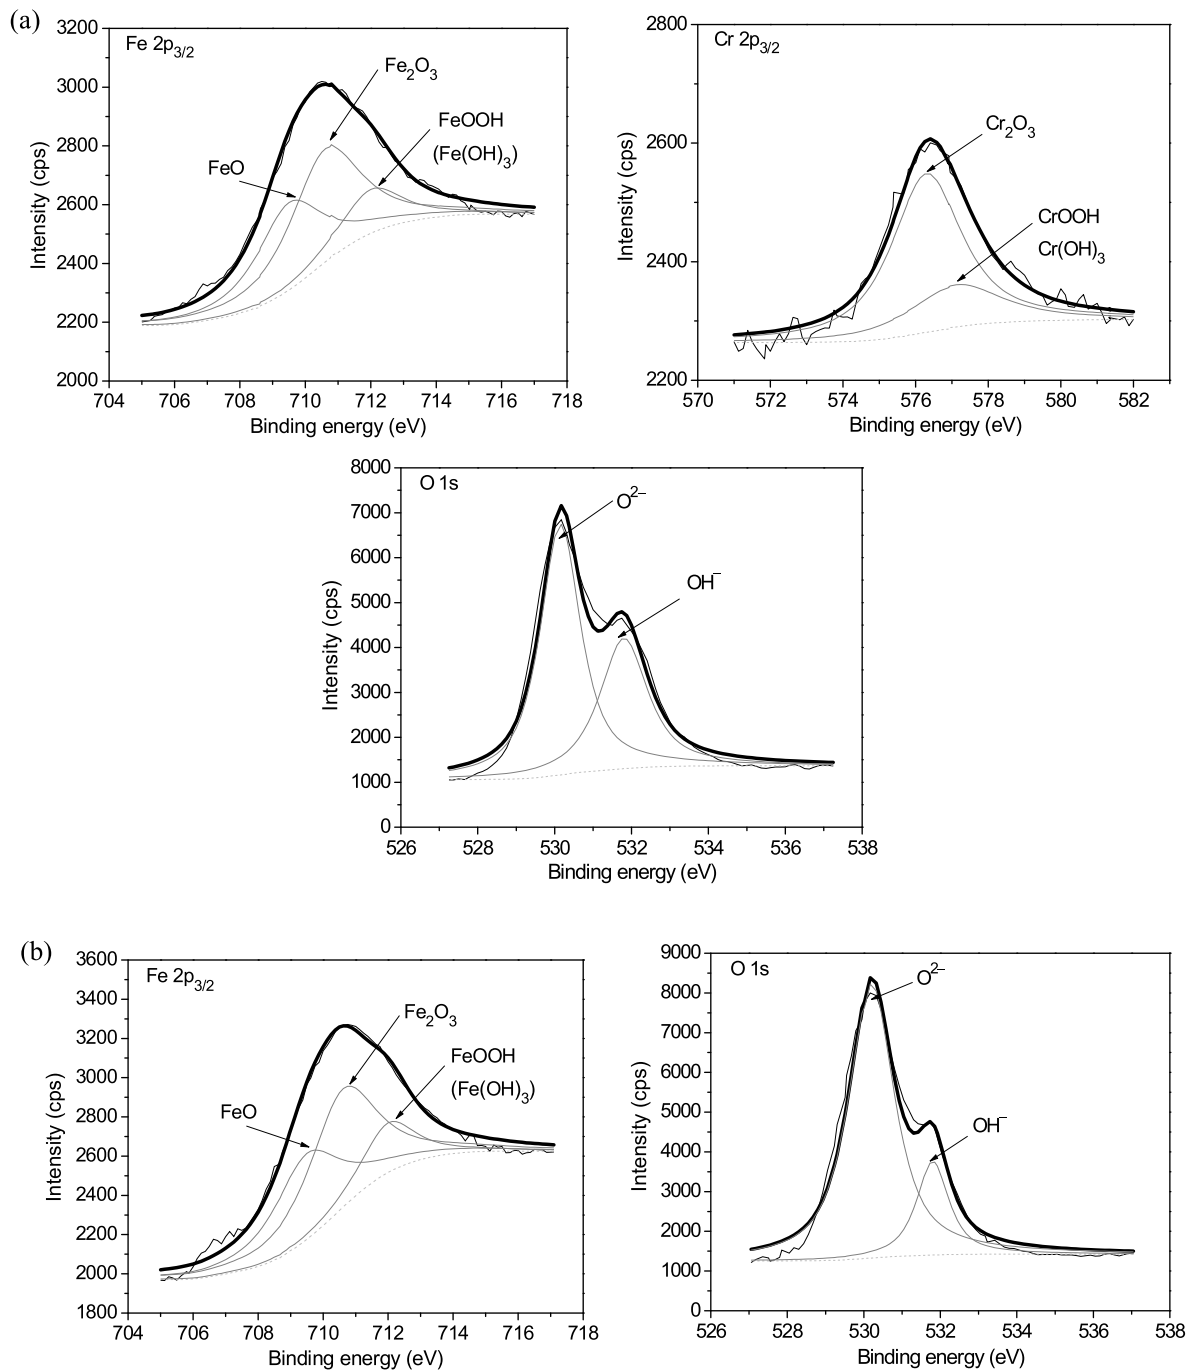 (a)
Fe 2p3/2
Fe2O3
FeOOH
(Fe(OH)3)
FeO
3200
3000
2800
2600
2400
2200
2000
Intensity (cps)
704 706 708 710 712 714 716 718
Binding energy (eV)
Cr 2p3/2
Cr2O3
CrOOH
Cr(OH)3
2800
2600
2400
2200
Intensity (cps)
570 572 574 576 578 580 582
Binding energy (eV)
O 1s
O2−
OH−
8000
7000
6000
5000
4000
3000
2000
1000
0
Intensity (cps)
526 528 530 532 534 536 538
Binding energy (eV)
(b)
Fe 2p3/2
Fe2O3
FeOOH
(Fe(OH)3)
FeO
3600
3400
3200
3000
2800
2600
2400
2200
2000
1800
Intensity (cps)
704 706 708 710 712 714 716 718
Binding energy (eV)
O 1s
O2−
OH−
9000
8000
7000
6000
5000
4000
3000
2000
1000
0
Intensity (cps)
526 528 530 532 534 536 538
Binding energy (eV)